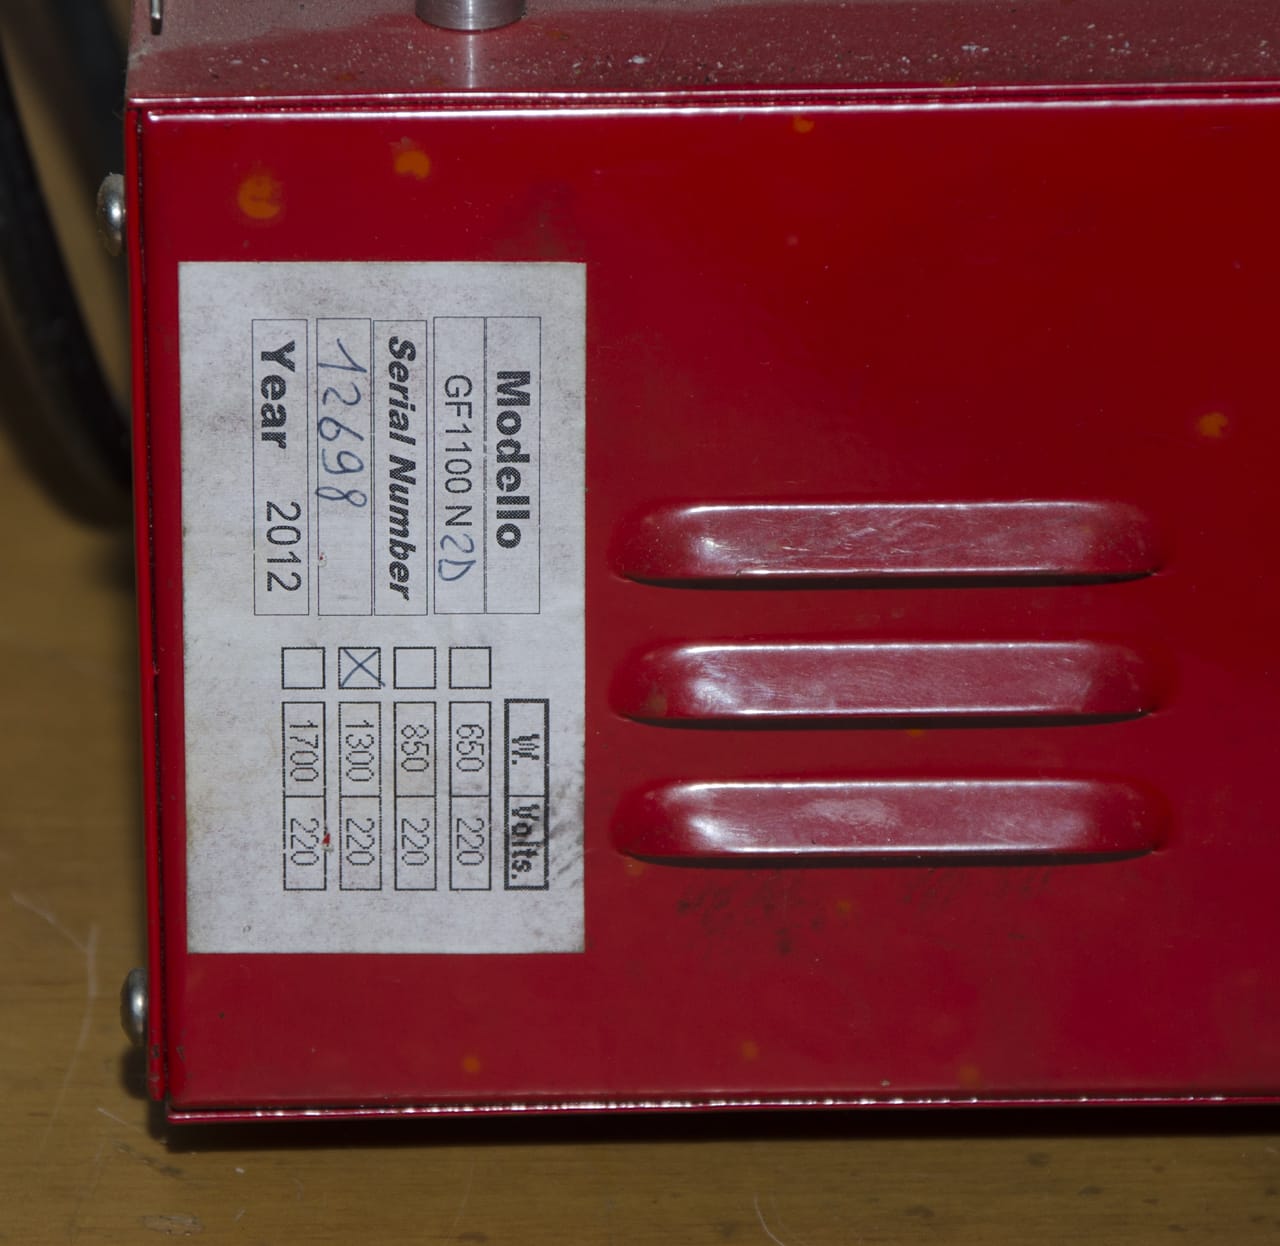 Modello
GF1100 N2D
Serial Number
12698
Year 2012
W. Volts.
650 220
850 220
1300 220
1700 220